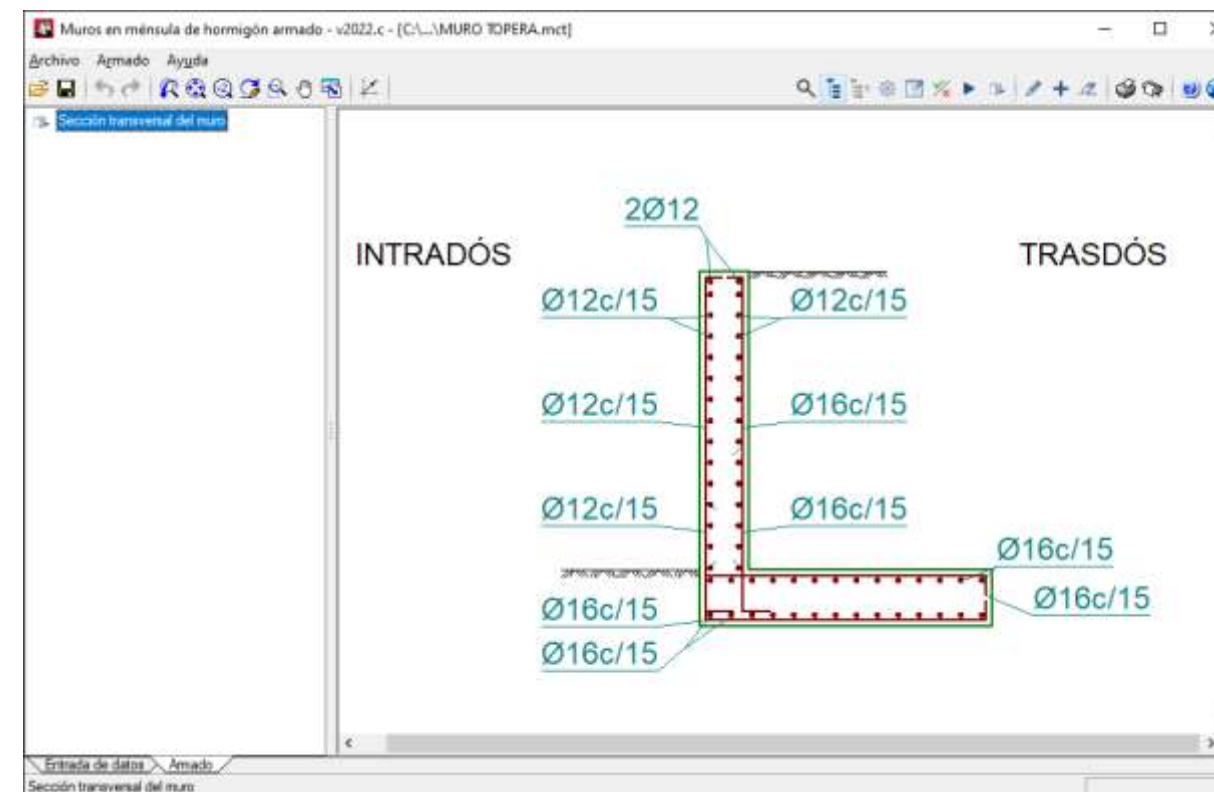 Muros en ménsula de hormigón armado - v2022.c - [C:\...\MURO TOPERA.mct]
Archivo Armado Ayuda
Sección transversal del muro
2Ø12
INTRADÓS
TRASDÓS
Ø12c/15
Ø12c/15
Ø12c/15
Ø16c/15
Ø12c/15
Ø16c/15
Ø16c/15
Ø16c/15
Ø16c/15
Ø16c/15
Entrada de datos
Armado
Sección transversal del muro